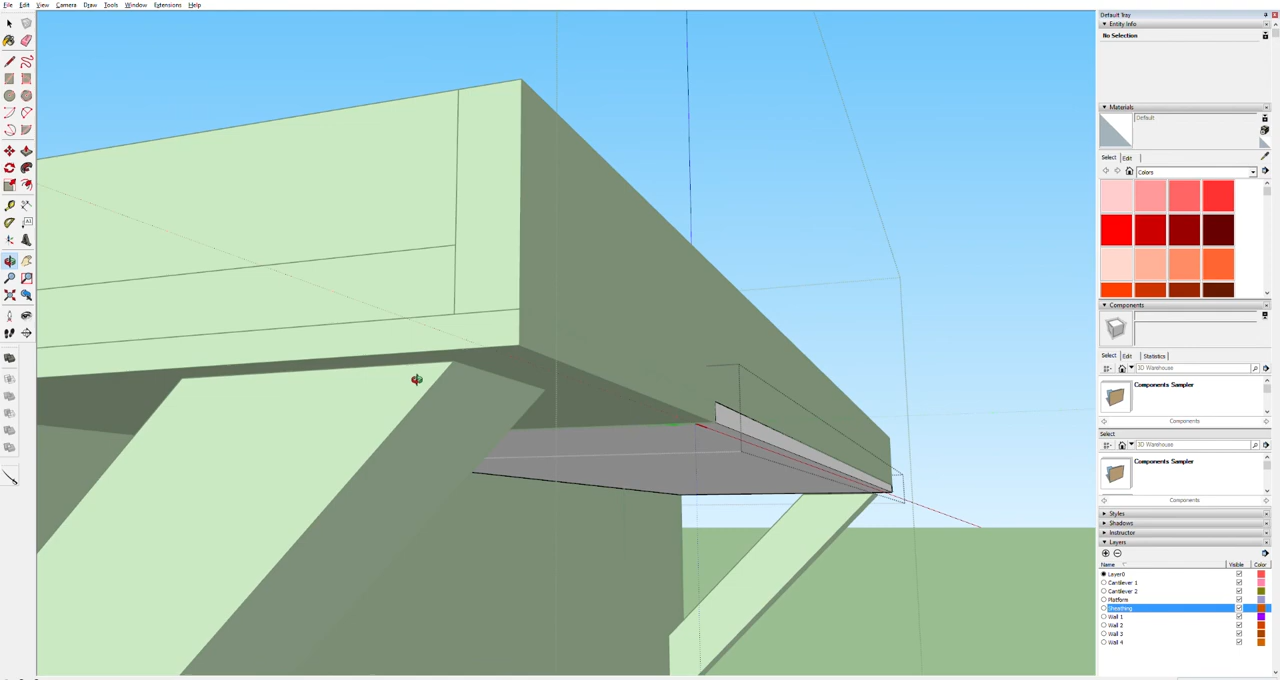 File Edit View Camera Draw Tools Window Extensions Help
Default Tray
Entity Info
No Selection
Materials
Default
Select Edit
Colors
Components
Select Edit Statistics
3D Warehouse
Components Sampler
Components
Select
3D Warehouse
Components Sampler
Components
Styles
Shadows
Instructor
Layers
Name Visible Color
Layer0
Cantilever 1
Cantilever 2
Platform
Sheathing
Wall 1
Wall 2
Wall 3
Wall 4